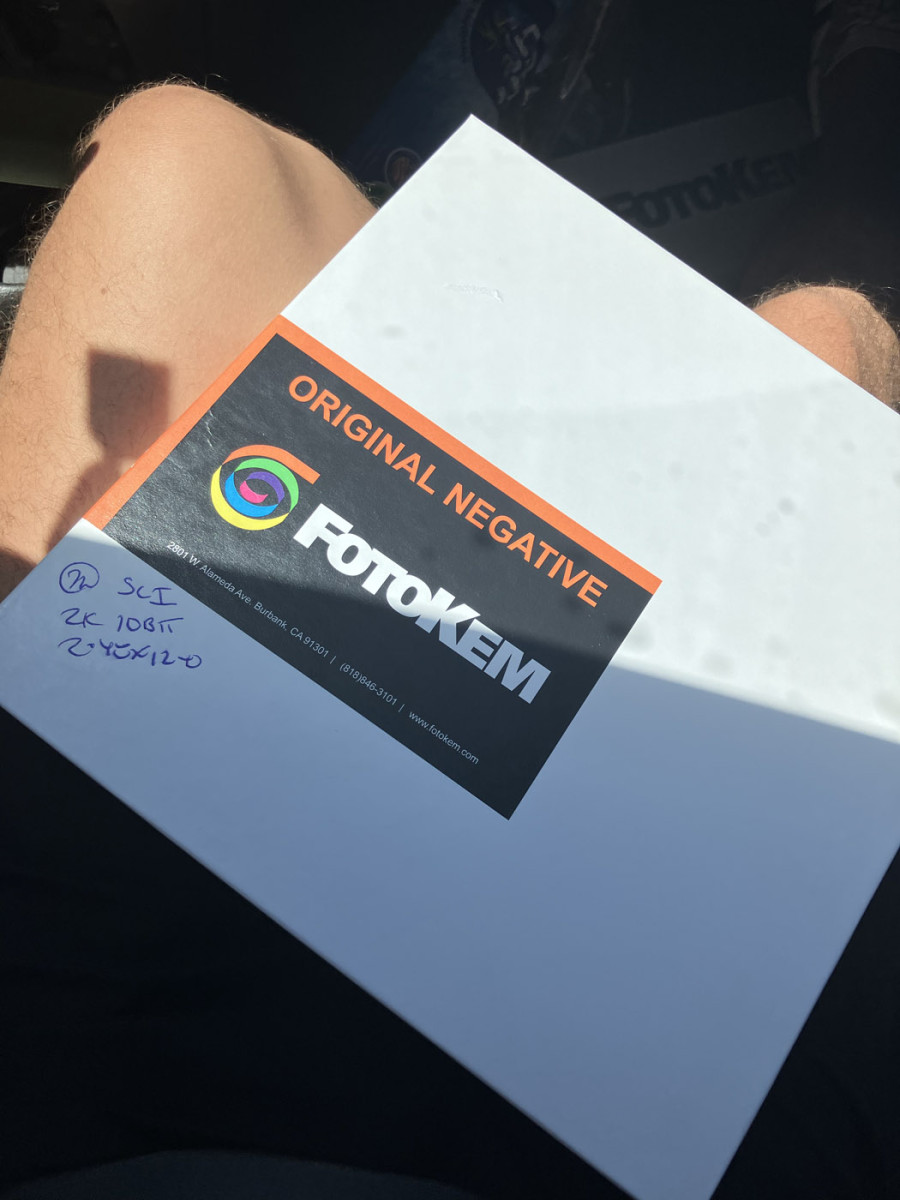 ORIGINAL NEGATIVE
FOTOKEM
2801 W. Alameda Ave. Burbank, CA 91301 | (818)846-3101 | www.fotokem.com
SCI
2K 10BIT
FOTOKEM